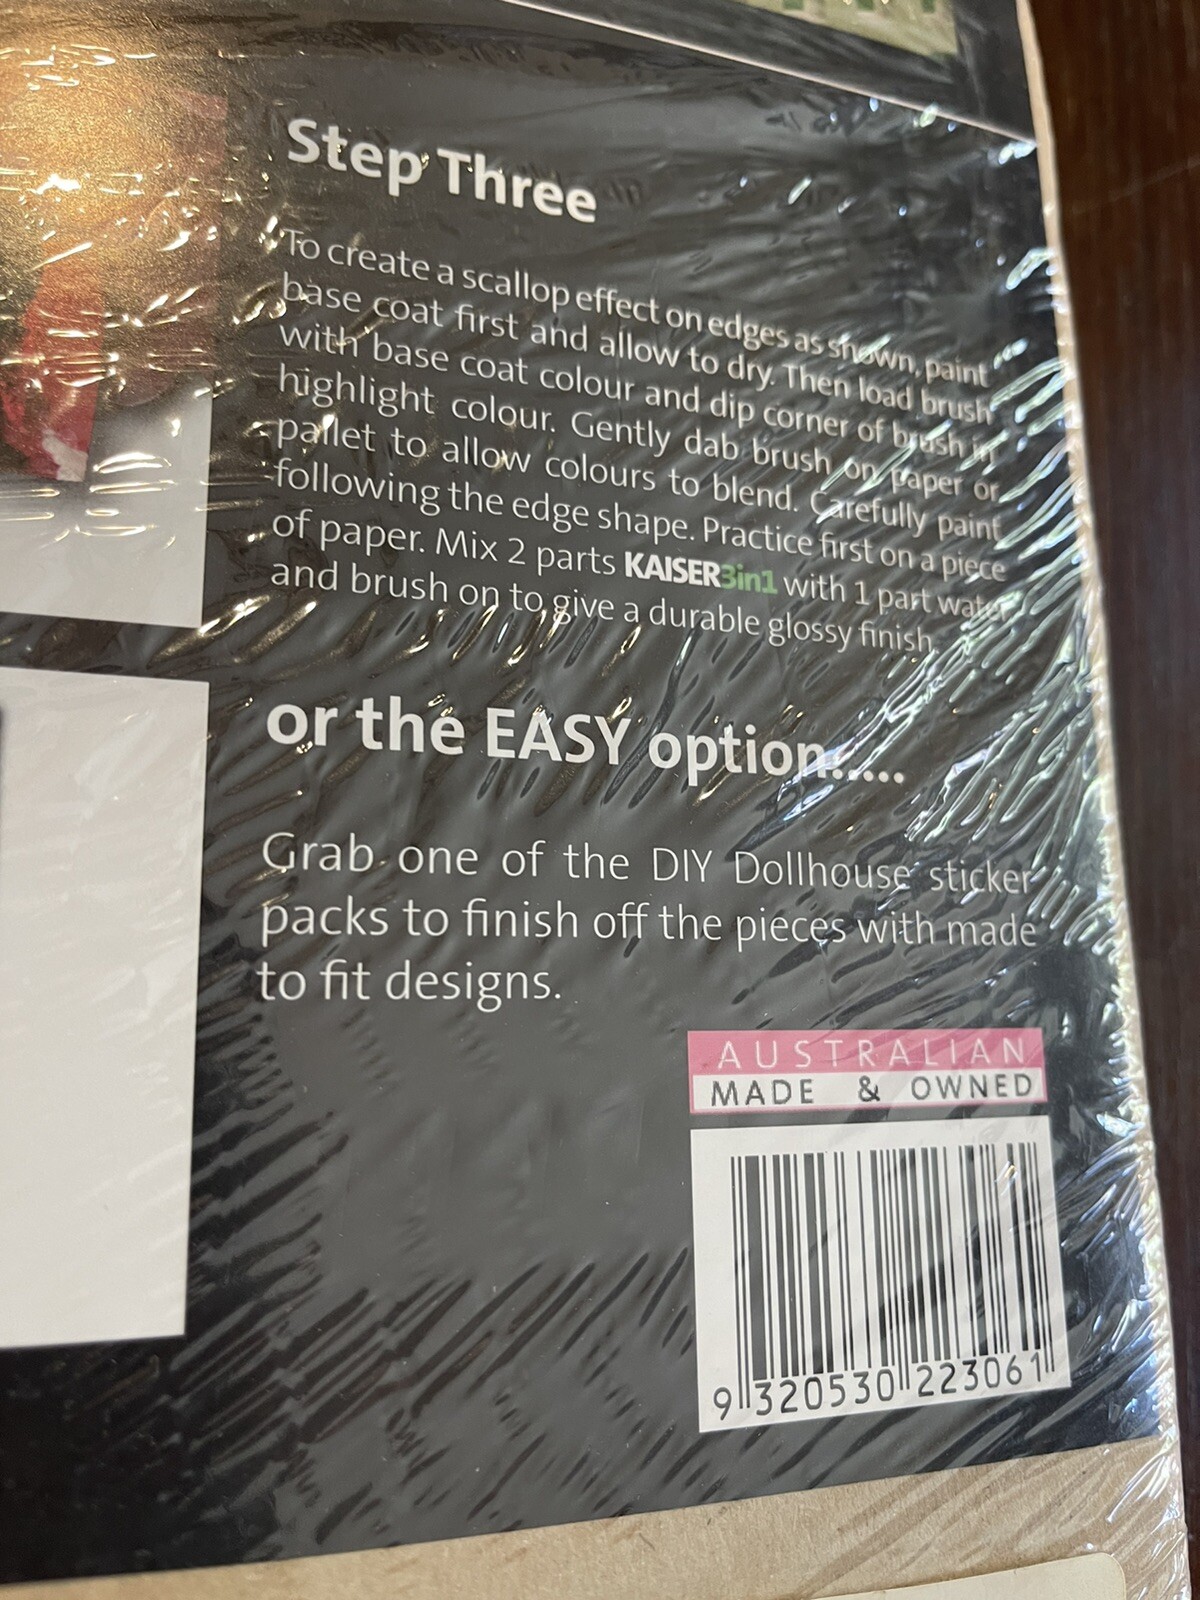 Step Three
To create a scallop effect on edges as shown, paint
base coat first and allow to dry. Then load brush
with base coat colour and dip corner of brush in
highlight colour. Gently dab brush on paper or
pallet to allow colours to blend. Carefully paint
following the edge shape. Practice first on a piece
of paper. Mix 2 parts KAISER3in1 with 1 part water
and brush on to give a durable glossy finish.
or the EASY option.....
Grab one of the DIY Dollhouse sticker
packs to finish off the pieces with made
to fit designs.
AUSTRALIAN
MADE & OWNED
9 320530 223061